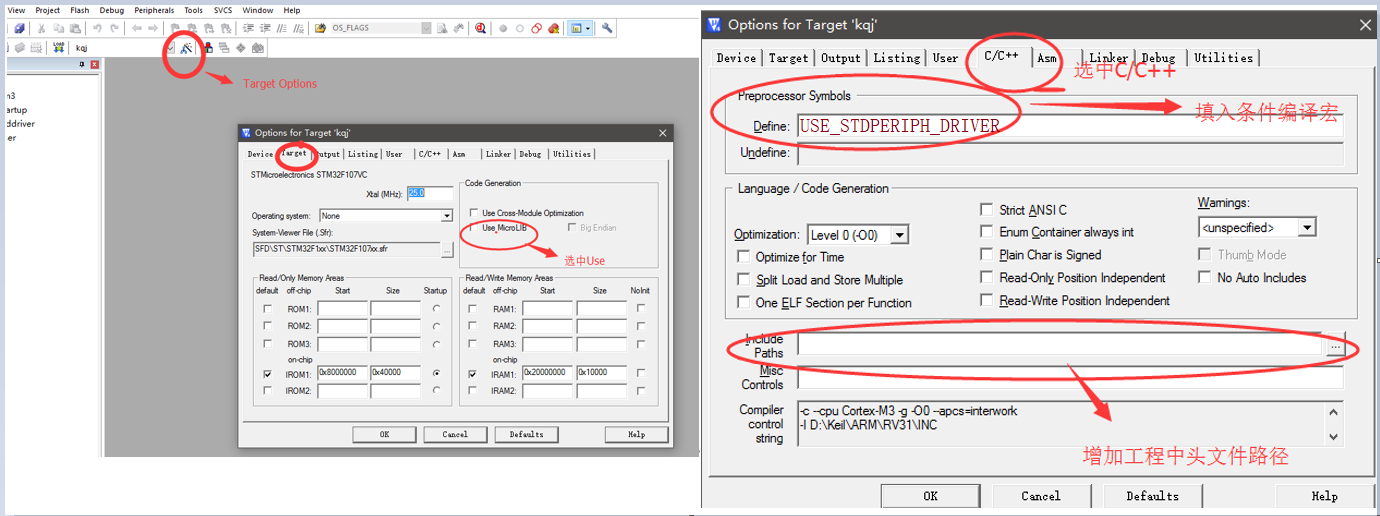 View Project Flash Debug Peripherals Tools SVCS Window Help
OS_FLAGS
LOAD kqj
Target Options
m3
artup
ddriver
er
Options for Target 'kqj'
Device Target Output Listing User C/C++ Asm Linker Debug Utilities
STMicroelectronics STM32F107VC
Xtal (MHz): 25.0
Operating system: None
System-Viewer File (.Sfr):
SFD\ST\STM32F1xx\STM32F107xx.sfr ...
Code Generation
Use Cross-Module Optimization
Use MicroLIB Big Endian
选中Use
Read/Only Memory Areas
default off-chip Start Size Startup
ROM1:
ROM2:
ROM3:
on-chip
IROM1: 0x8000000 0x40000
IROM2:
Read/Write Memory Areas
default off-chip Start Size NoInit
RAM1:
RAM2:
RAM3:
on-chip
IRAM1: 0x20000000 0x10000
IRAM2:
OK Cancel Defaults Help
Options for Target 'kqj'
Device Target Output Listing User C/C++ Asm Linker Debug Utilities
选中C/C++
Preprocessor Symbols
Define: USE_STDPERIPH_DRIVER
填入条件编译宏
Undefine:
Language / Code Generation
Optimization: Level 0 (-O0)
Optimize for Time
Split Load and Store Multiple
One ELF Section per Function
Strict ANSI C
Enum Container always int
Plain Char is Signed
Read-Only Position Independent
Read-Write Position Independent
Warnings:
<unspecified>
Thumb Mode
No Auto Includes
Include
Paths
...
Misc
Controls
Compiler
control
string
-c --cpu Cortex-M3 -g -O0 --apcs=interwork
-I D:\Keil\ARM\RV31\INC
增加工程中头文件路径
OK Cancel Defaults Help